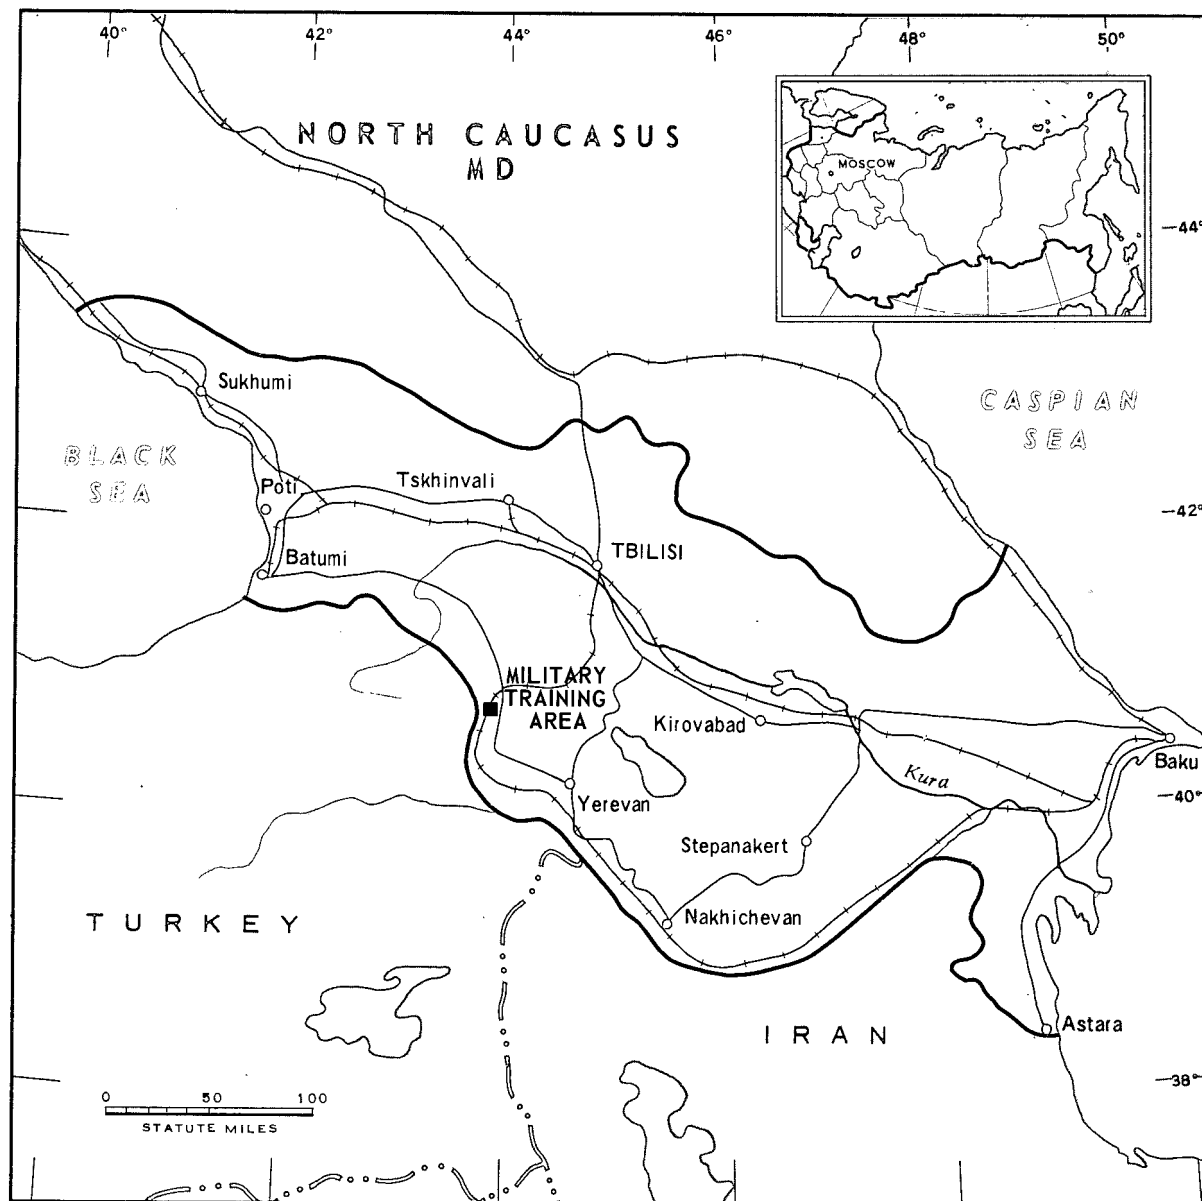 40° 42° 44° 46° 48° 50°
NORTH CAUCASUS
MD
MOSCOW
44°
Sukhumi
CASPIAN
SEA
BLACK
SEA
Tskhinvali
Poti
42°
TBILISI
Batumi
MILITARY
TRAINING
AREA
Kirovabad
Baku
Kura
40°
Yerevan
Stepanakert
TURKEY
Nakhichevan
Astara
IRAN
38°
0 50 100
STATUTE MILES